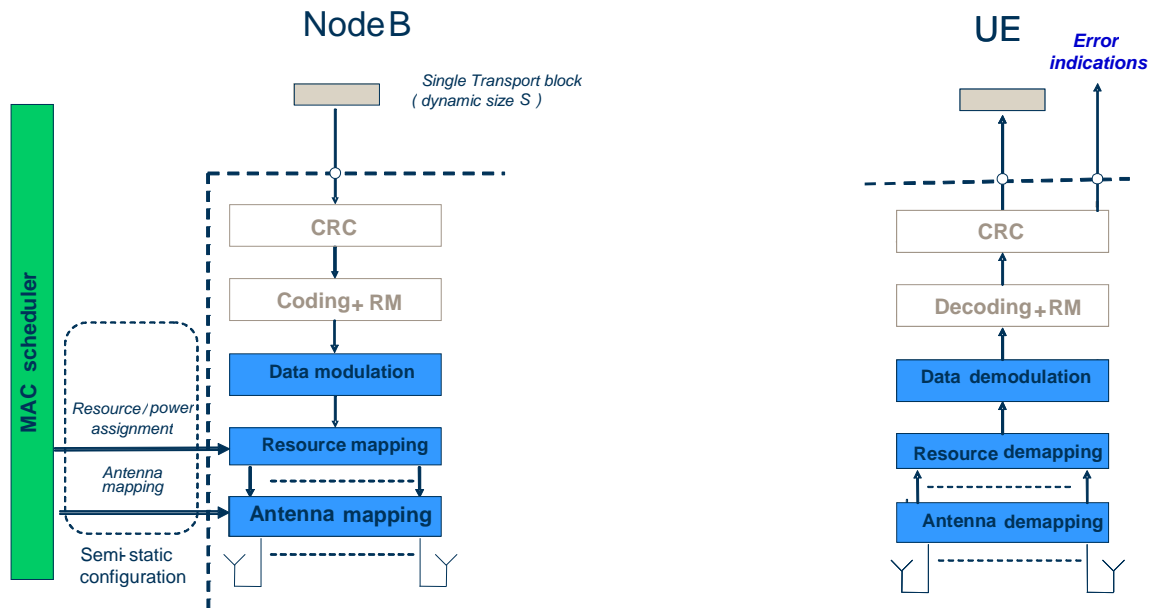 Node B
UE
Error
indications
Single Transport block
( dynamic size S )
CRC
CRC
Coding+ RM
Decoding+RM
MAC scheduler
Data modulation
Data demodulation
Resource/power
assignment
Resource mapping
Resource demapping
Antenna
mapping
Antenna mapping
Antenna demapping
Semi-static
configuration